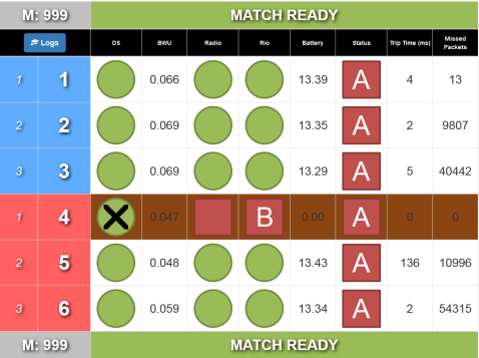 M: 999 MATCH READY
Logs DS BWU Radio Rio Battery Status Trip Time (ms) Missed Packets
1 1 0.066 13.39 A 4 13
2 2 0.069 13.35 A 2 9807
3 3 0.069 13.29 A 5 40442
1 4 X 0.047 B 0.00 A 0 0
2 5 0.048 13.43 A 136 10996
3 6 0.059 13.34 A 2 54315
M: 999 MATCH READY